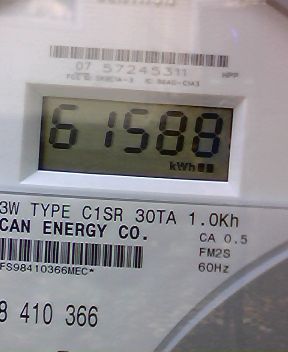 07 57245311 HPP
61588
kWh
3W TYPE C1SR 30TA 1.0Kh
CAN ENERGY CO.
CA 0.5
FM2S
FS98410366MEC*
60Hz
8 410 366